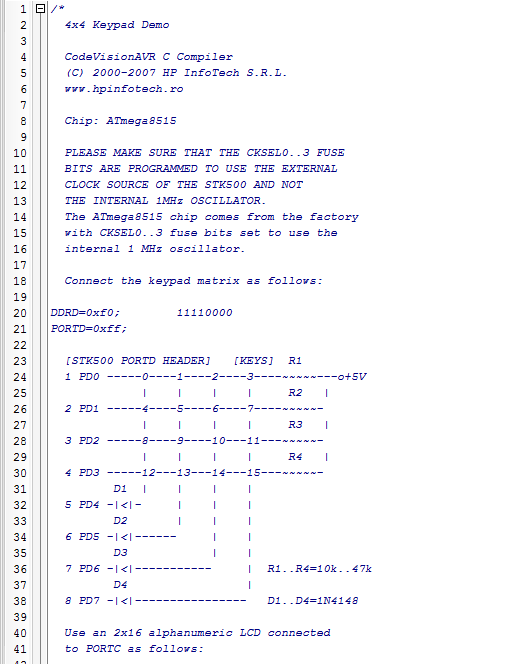 1 /*
2 4x4 Keypad Demo
3
4 CodeVisionAVR C Compiler
5 (C) 2000-2007 HP InfoTech S.R.L.
6 www.hpinfotech.ro
7
8 Chip: ATmega8515
9
10 PLEASE MAKE SURE THAT THE CKSEL0..3 FUSE
11 BITS ARE PROGRAMMED TO USE THE EXTERNAL
12 CLOCK SOURCE OF THE STK500 AND NOT
13 THE INTERNAL 1MHz OSCILLATOR.
14 The ATmega8515 chip comes from the factory
15 with CKSEL0..3 fuse bits set to use the
16 internal 1 MHz oscillator.
17
18 Connect the keypad matrix as follows:
19
20 DDRD=0xf0;        11110000
21 PORTD=0xff;
22
23   [STK500 PORTD HEADER]   [KEYS]  R1
24   1 PD0 -----0----1----2----3----~~~~~---o+5V
25              |    |    |    |     R2   |
26   2 PD1 -----4----5----6----7----~~~~~-
27              |    |    |    |     R3   |
28   3 PD2 -----8----9----10---11---~~~~~-
29              |    |    |    |     R4   |
30   4 PD3 -----12---13---14---15---~~~~~-
31          D1  |    |    |    |
32   5 PD4 -|<|-     |    |    |
33          D2       |    |    |
34   6 PD5 -|<|------     |    |
35          D3            |    |
36   7 PD6 -|<|-----------     |  R1..R4=10k..47k
37          D4                 |
38   8 PD7 -|<|----------------   D1..D4=1N4148
39
40 Use an 2x16 alphanumeric LCD connected
41 to PORTC as follows: